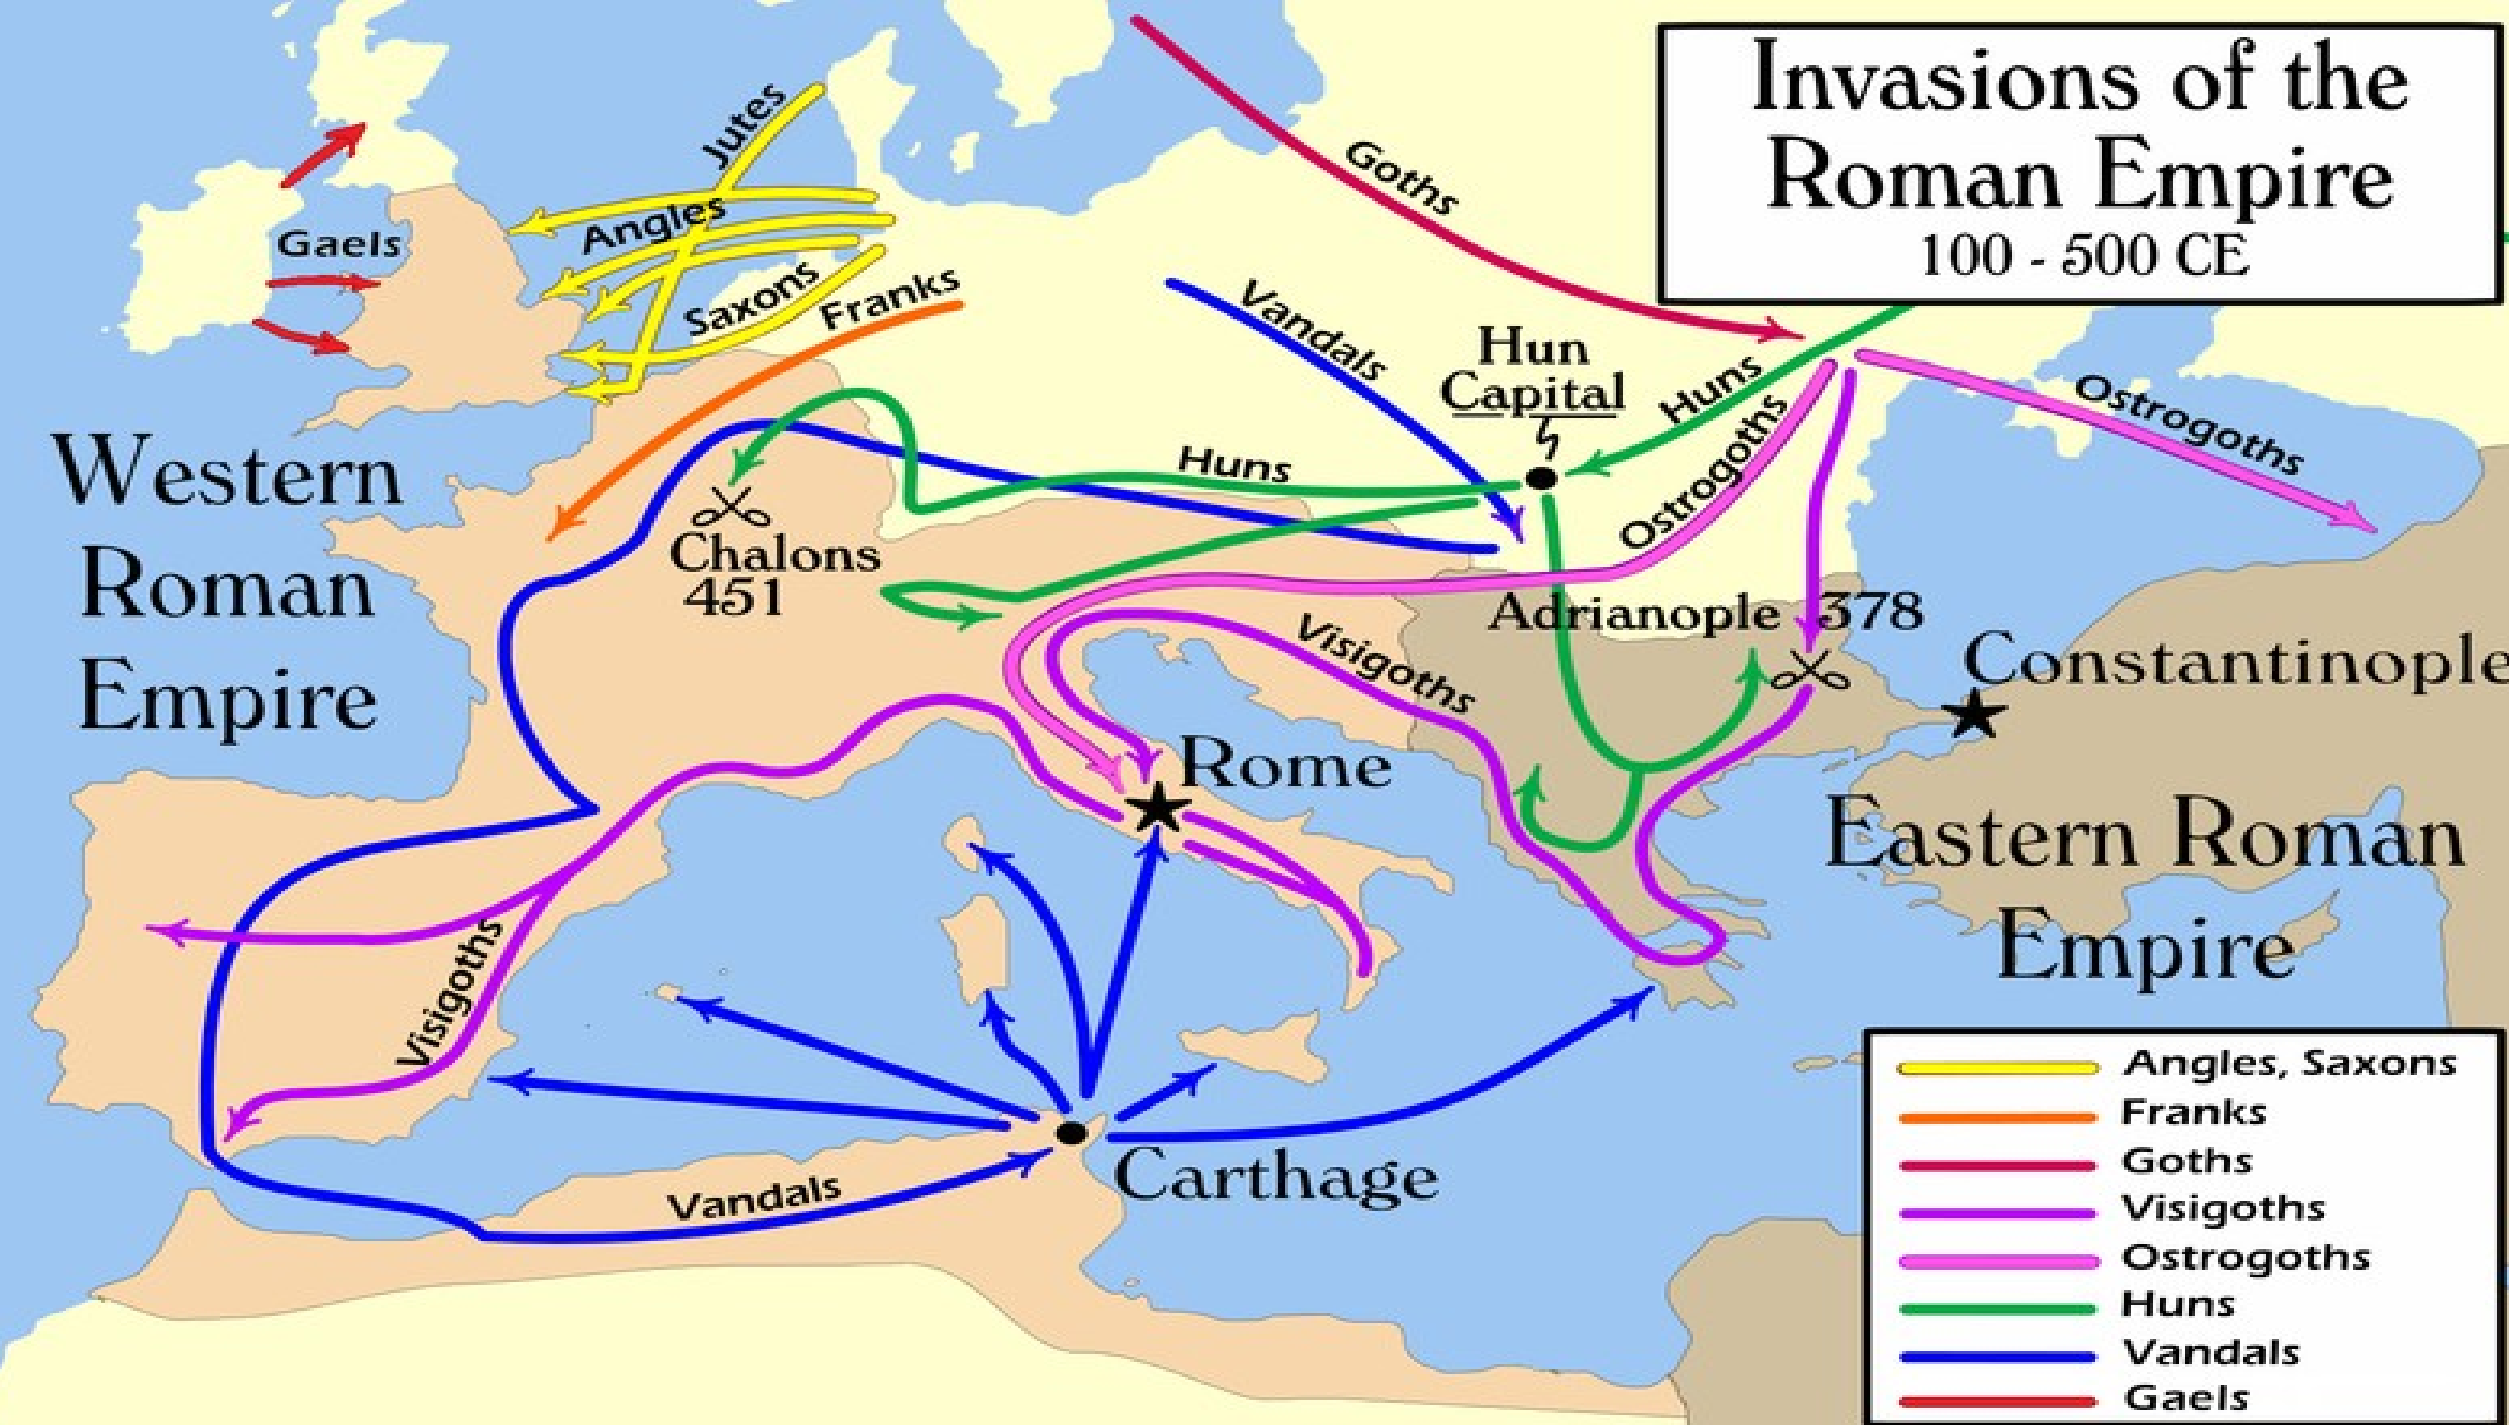 Invasions of the
Roman Empire
100 - 500 CE
Jutes
Goths
Angles
Gaels
Saxons
Franks
Vandals
Hun
Capital
Huns
Ostrogoths
Ostrogoths
Huns
Western
Roman
Empire
Chalons
451
Adrianople 378
Visigoths
Constantinople
Rome
Eastern Roman
Empire
Visigoths
Carthage
Vandals
Angles, Saxons
Franks
Goths
Visigoths
Ostrogoths
Huns
Vandals
Gaels